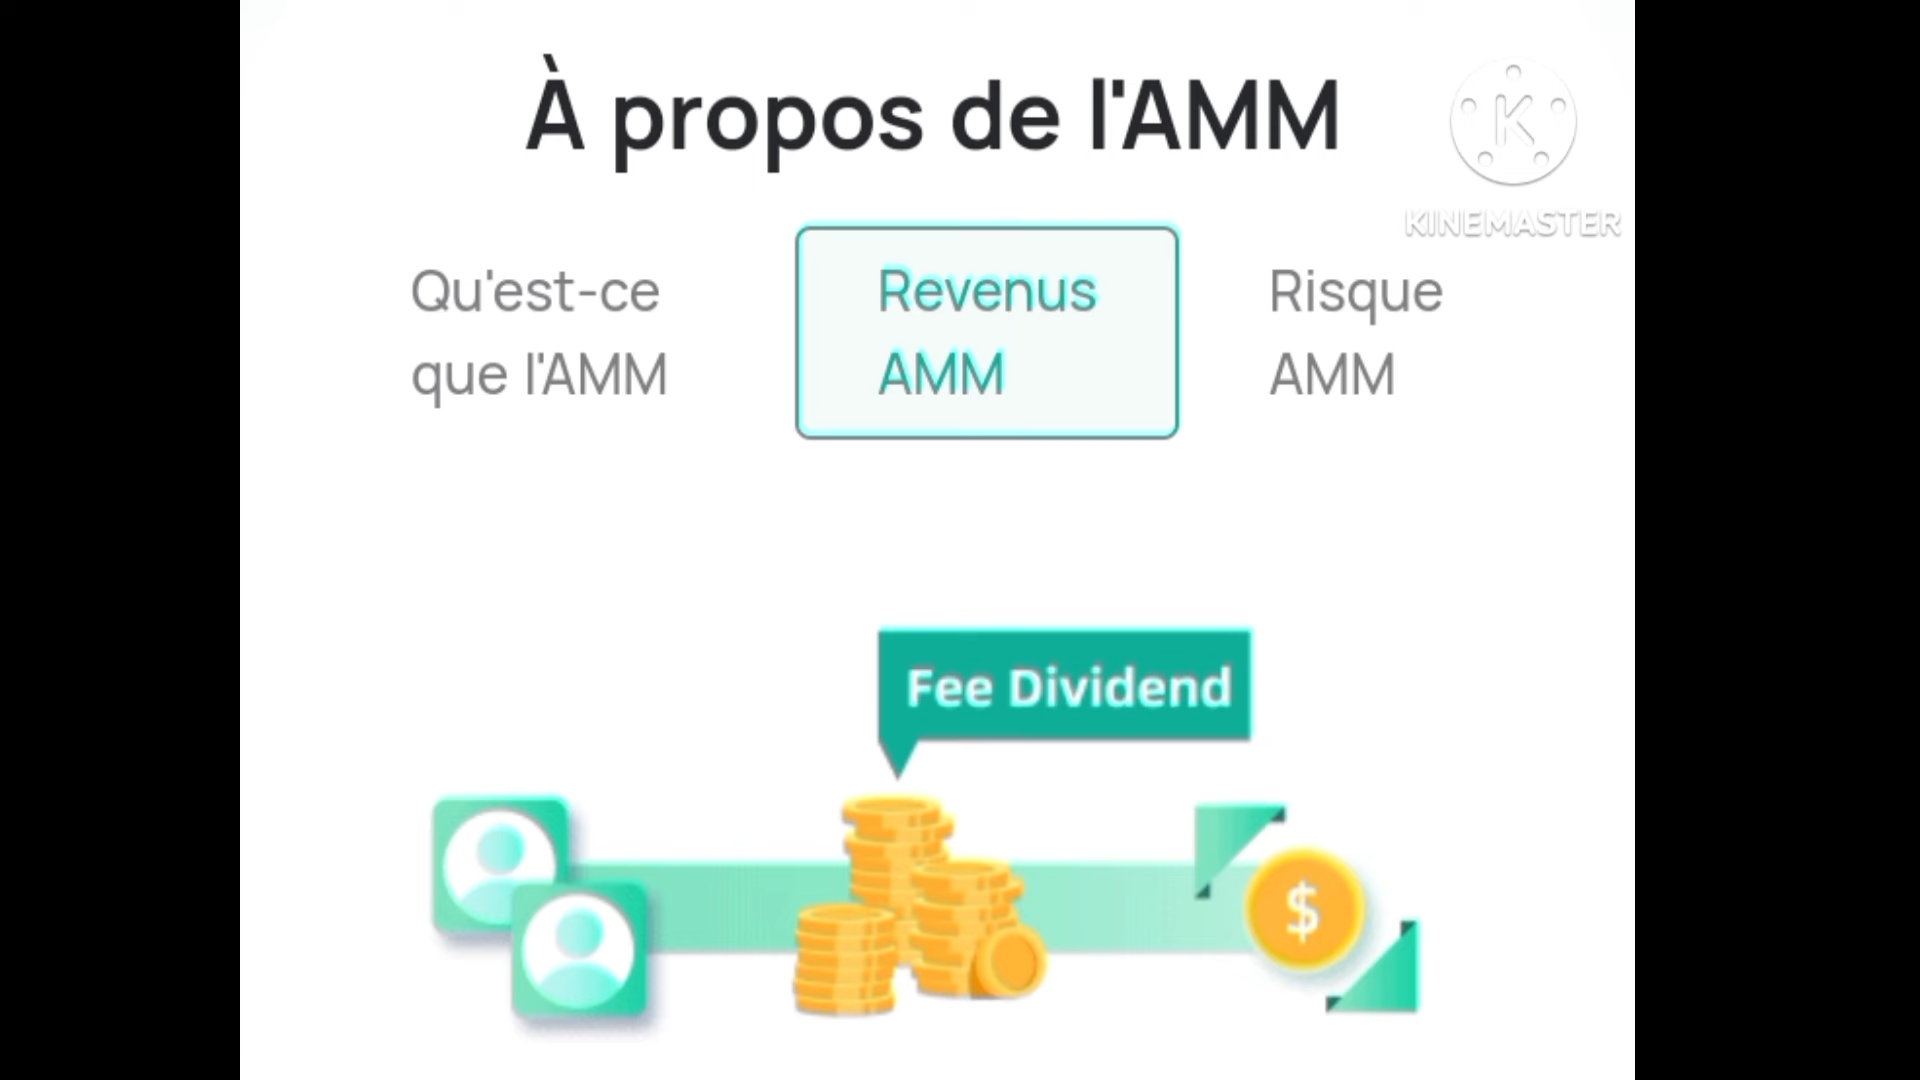 À propos de l'AMM
K
KINEMASTER
Qu'est-ce
que l'AMM
Revenus
AMM
Risque
AMM
Fee Dividend
$